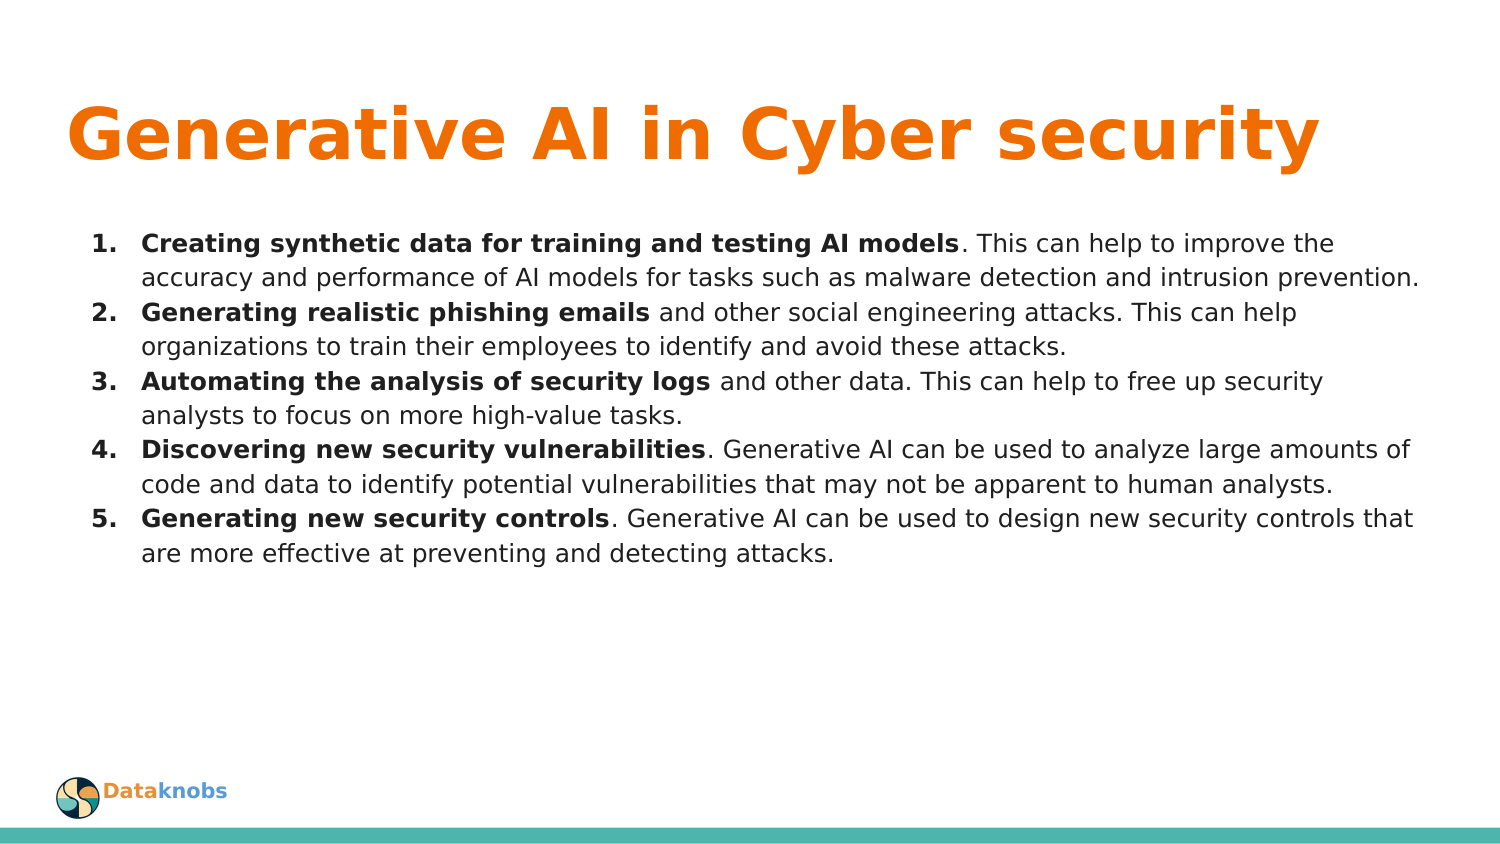 Generative AI in Cyber security
1. Creating synthetic data for training and testing AI models. This can help to improve the
accuracy and performance of AI models for tasks such as malware detection and intrusion prevention.
2. Generating realistic phishing emails and other social engineering attacks. This can help
organizations to train their employees to identify and avoid these attacks.
3. Automating the analysis of security logs and other data. This can help to free up security
analysts to focus on more high-value tasks.
4. Discovering new security vulnerabilities. Generative AI can be used to analyze large amounts of
code and data to identify potential vulnerabilities that may not be apparent to human analysts.
5. Generating new security controls. Generative AI can be used to design new security controls that
are more effective at preventing and detecting attacks.
Dataknobs